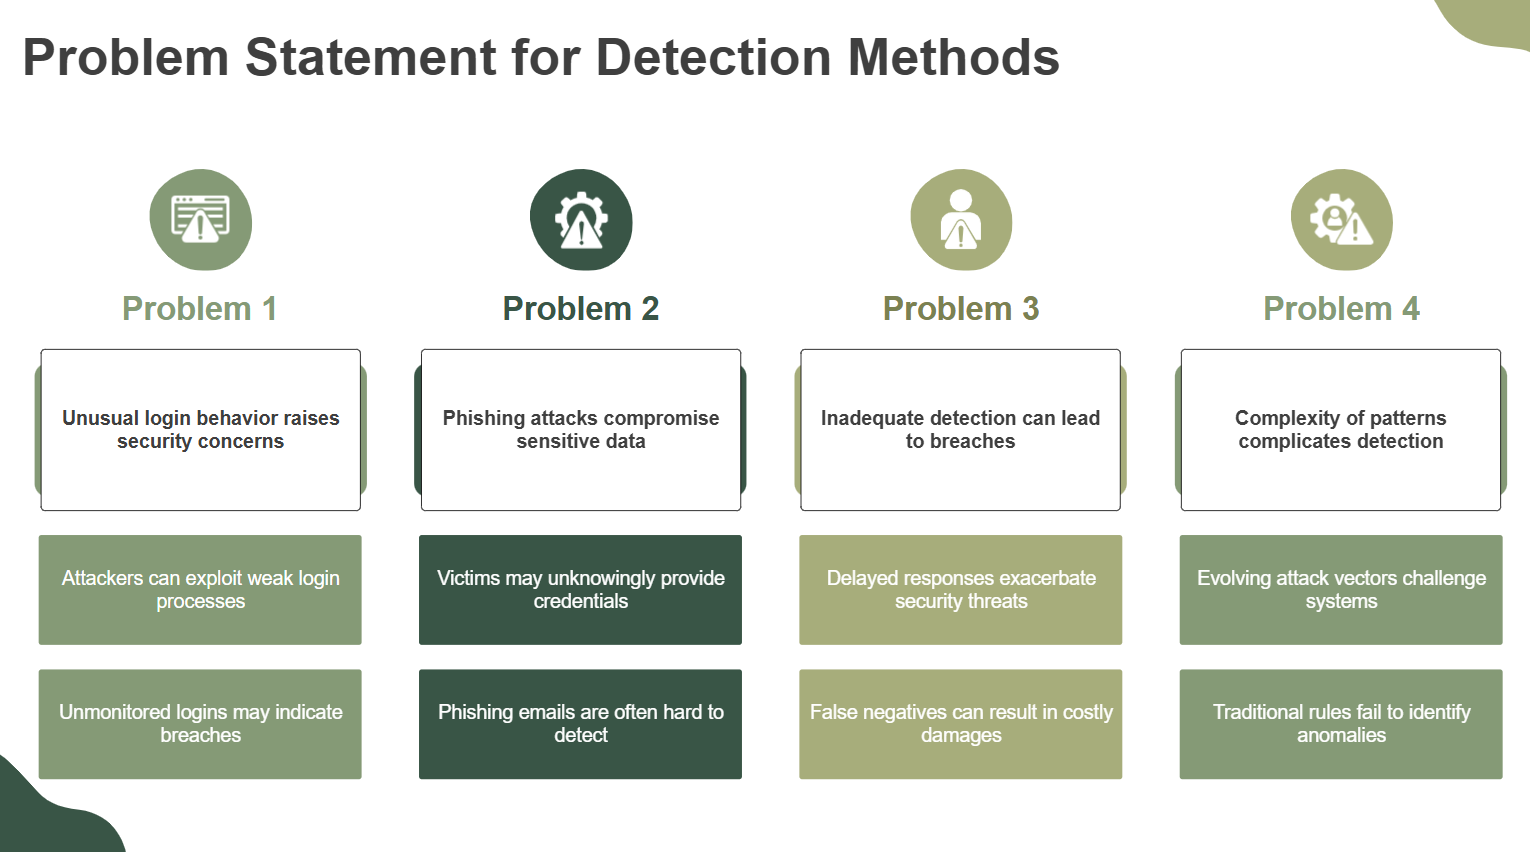 Problem Statement for Detection Methods
Problem 1
Unusual login behavior raises
security concerns
Attackers can exploit weak login
processes
Unmonitored logins may indicate
breaches
Problem 2
Phishing attacks compromise
sensitive data
Victims may unknowingly provide
credentials
Phishing emails are often hard to
detect
Problem 3
Inadequate detection can lead
to breaches
Delayed responses exacerbate
security threats
False negatives can result in costly
damages
Problem 4
Complexity of patterns
complicates detection
Evolving attack vectors challenge
systems
Traditional rules fail to identify
anomalies